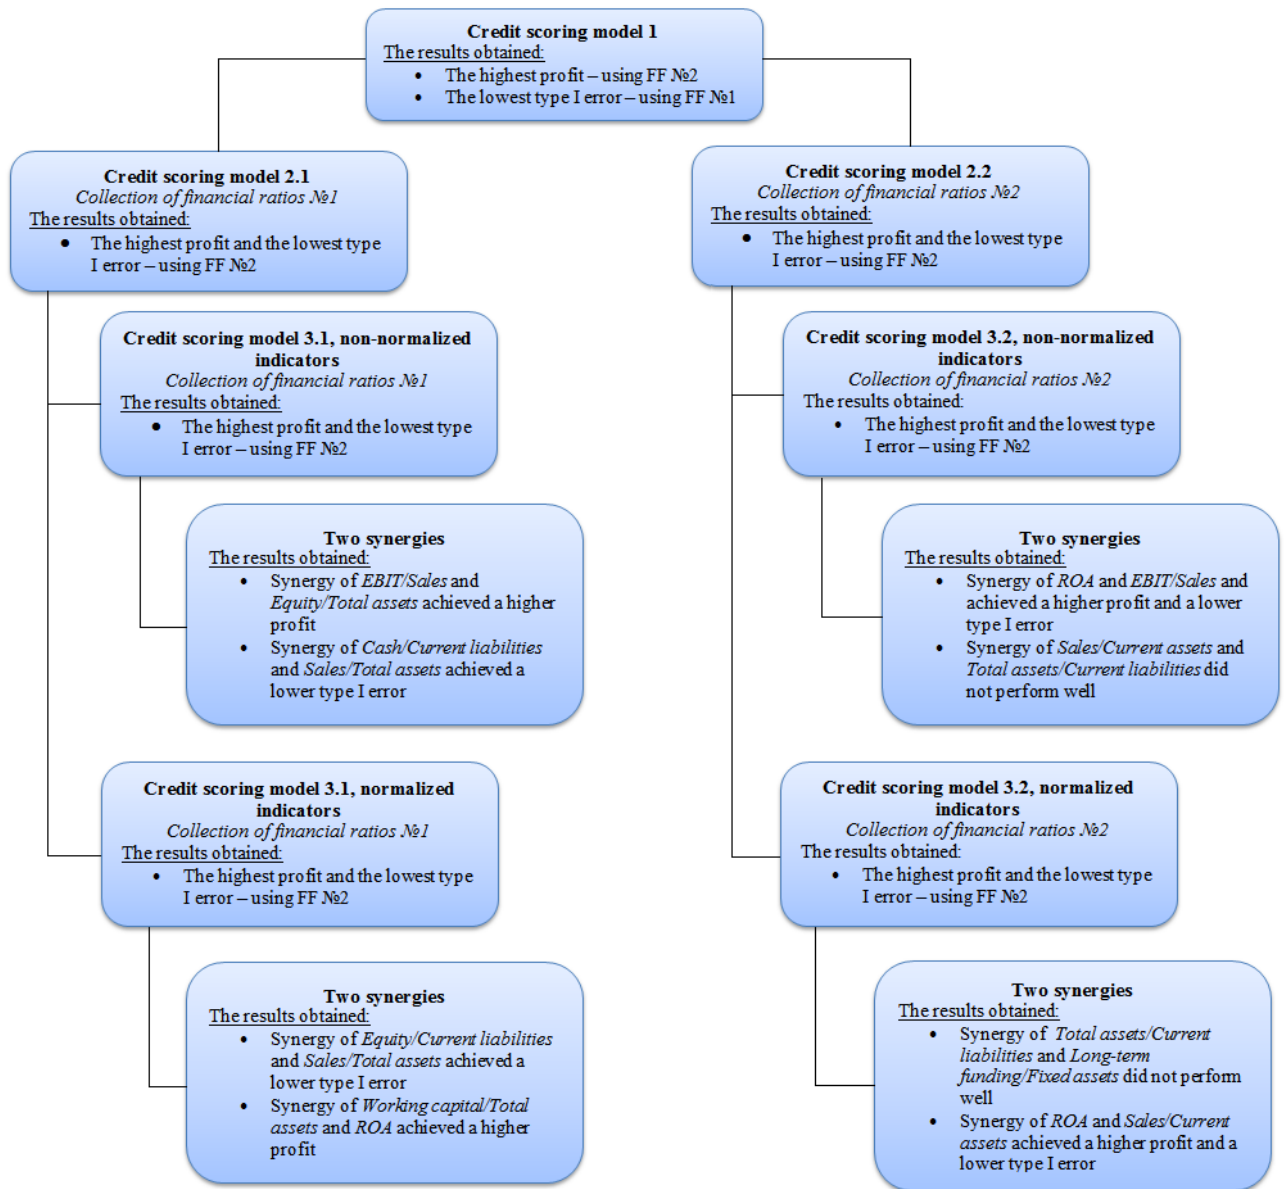 Credit scoring model 1
The results obtained:
• The highest profit – using FF №2
• The lowest type I error – using FF №1
Credit scoring model 2.1
Collection of financial ratios №1
The results obtained:
• The highest profit and the lowest type
I error – using FF №2
Credit scoring model 2.2
Collection of financial ratios №2
The results obtained:
• The highest profit and the lowest type
I error – using FF №2
Credit scoring model 3.1, non-normalized
indicators
Collection of financial ratios №1
The results obtained:
• The highest profit and the lowest type
I error – using FF №2
Credit scoring model 3.2, non-normalized
indicators
Collection of financial ratios №2
The results obtained:
• The highest profit and the lowest type
I error – using FF №2
Two synergies
The results obtained:
• Synergy of EBIT/Sales and
Equity/Total assets achieved a higher
profit
• Synergy of Cash/Current liabilities
and Sales/Total assets achieved a
lower type I error
Two synergies
The results obtained:
• Synergy of ROA and EBIT/Sales and
achieved a higher profit and a lower
type I error
• Synergy of Sales/Current assets and
Total assets/Current liabilities did
not perform well
Credit scoring model 3.1, normalized
indicators
Collection of financial ratios №1
The results obtained:
• The highest profit and the lowest type
I error – using FF №2
Credit scoring model 3.2, normalized
indicators
Collection of financial ratios №2
The results obtained:
• The highest profit and the lowest type
I error – using FF №2
Two synergies
The results obtained:
• Synergy of Equity/Current liabilities
and Sales/Total assets achieved a
lower type I error
• Synergy of Working capital/Total
assets and ROA achieved a higher
profit
Two synergies
The results obtained:
• Synergy of Total assets/Current
liabilities and Long-term
funding/Fixed assets did not perform
well
• Synergy of ROA and Sales/Current
assets achieved a higher profit and a
lower type I error